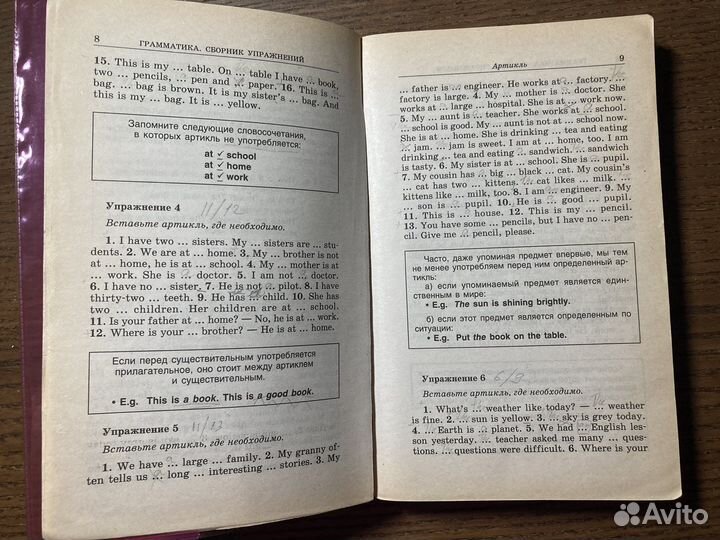 8 ГРАММАТИКА. СБОРНИК УПРАЖНЕНИЙ
15. This is my ... table. On ... table I have ... book,
two ... pencils, ... pen and ... paper. 16. This is ...
bag. ... bag is brown. It is my sister's ... bag. And
this is my ... bag. It is ... yellow.
Запомните следующие словосочетания,
в которых артикль не употребляется:
at ✓ school
at ✓ home
at ✓ work
Упражнение 4 11/12
Вставьте артикль, где необходимо.
1. I have two ... sisters. My ... sisters are ... stu-
dents. 2. We are at ... home. 3. My ... brother is not
at ... home, he is at ... school. 4. My ... mother is at
... work. She is ... doctor. 5. I am not ... doctor.
6. I have no ... sister. 7. He is not ... pilot. 8. I have
thirty-two ... teeth. 9. He has ... child. 10. She has
two ... children. Her children are at ... school.
11. Is your father at ... home? — No, he is at ... work.
12. Where is your ... brother? — He is at ... home.
Если перед существительным употребляется
прилагательное, оно стоит между артиклем
и существительным.
• E.g. This is a book. This is a good book.
Упражнение 5 11/13
Вставьте артикль, где необходимо.
1. We have ... large ... family. 2. My granny of-
ten tells us ... long ... interesting ... stories. 3. My
Артикль 9
... father is ... engineer. He works at ... factory. ...
factory is large. 4. My ... mother is ... doctor. She
works at ... large ... hospital. She is at ... work now.
5. My ... aunt is ... teacher. She works at ... school.
... school is good. My ... aunt is not at ... school now.
She is at ... home. She is drinking ... tea and eating
... jam. ... jam is sweet. I am at ... home, too. I am
drinking ... tea and eating ... sandwich. ... sandwich
is tasty. 6. My sister is at ... school. She is ... pupil.
7. My cousin has ... big ... black ... cat. My cousin's
... cat has two ... kittens. ... cat likes ... milk. ...
kittens like ... milk, too. 8. I am ... engineer. 9. My
... son is ... pupil. 10. He is ... good ... pupil.
11. This is ... house. 12. This is my ... pencil.
13. You have some ... pencils, but I have no ... pen-
cil. Give me ... pencil, please.
Часто, даже упоминая предмет впервые, мы тем
не менее употребляем перед ним определенный ар-
тикль:
а) если упоминаемый предмет является един-
ственным в мире:
• E.g. The sun is shining brightly.
б) если этот предмет является определенным по
ситуации:
• E.g. Put the book on the table.
Упражнение 6 6/3
Вставьте артикль, где необходимо.
1. What's ... weather like today? — ... weather
is fine. 2. ... sun is yellow. 3. ... sky is grey today.
4. ... Earth is ... planet. 5. We had ... English les-
son yesterday. ... teacher asked me many ... ques-
tions. ... questions were difficult. 6. Where is your
Avito